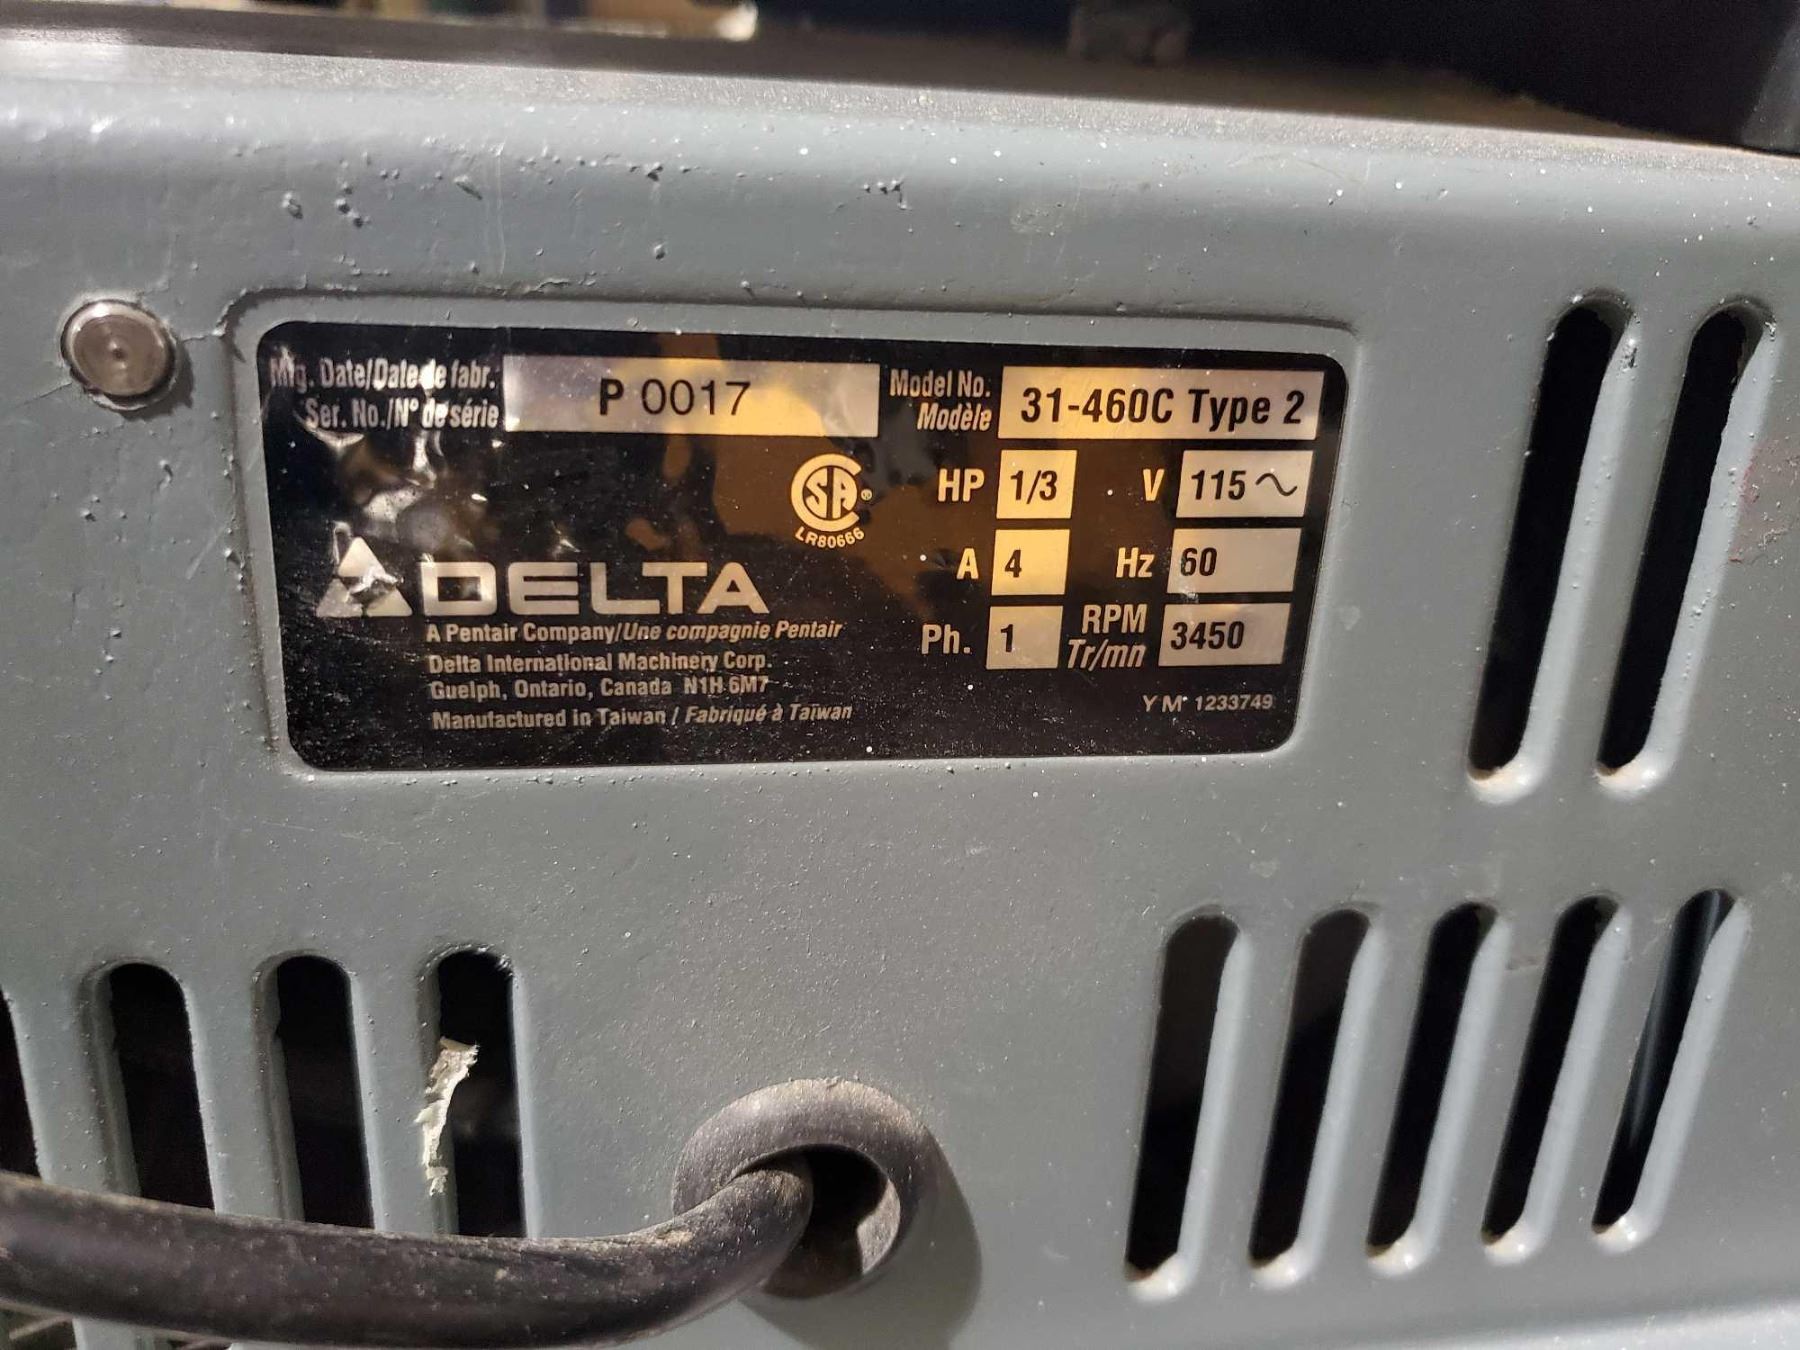 Mfg. Date/Date de fabr.
Ser. No./N° de série
P 0017
Model No.
Modèle
31-460C Type 2
SA ®
LR80666
HP 1/3 V 115 ~
A 4 Hz 60
Ph. 1 RPM
Tr/mn 3450
DELTA
A Pentair Company/Une compagnie Pentair
Delta International Machinery Corp.
Guelph, Ontario, Canada N1H 6M7
Manufactured in Taiwan / Fabriqué à Taïwan
Y M 1233749